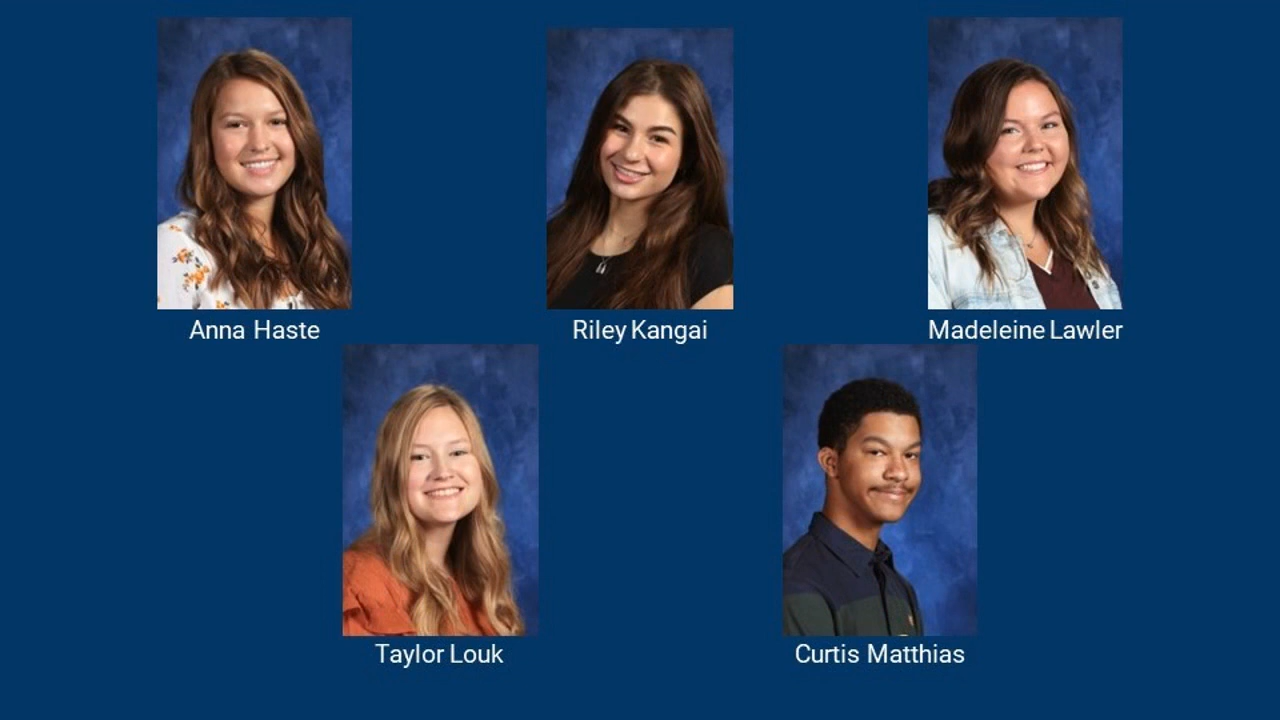 Anna Haste
Riley Kangai
Madeleine Lawler
Taylor Louk
Curtis Matthias